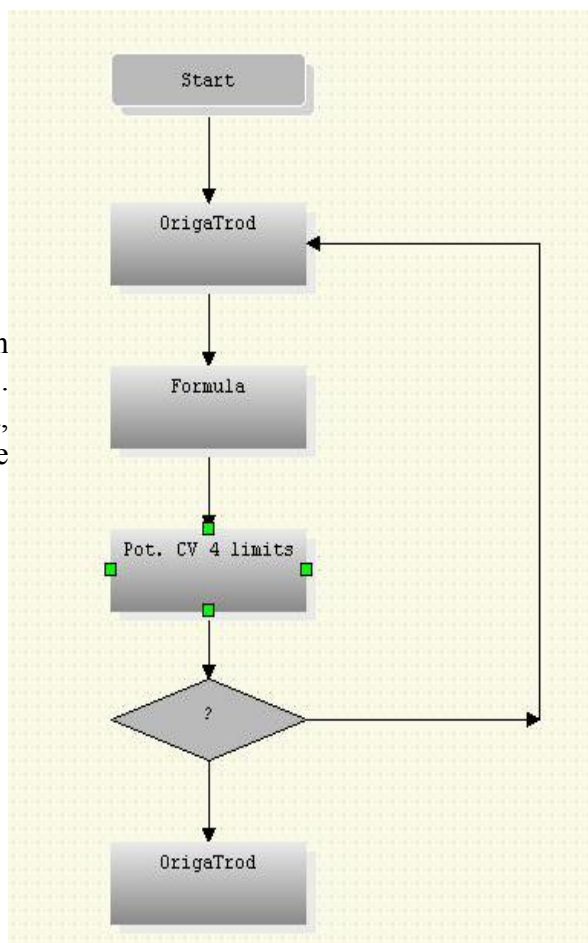 Start
OrigaTrod
n
.
Formula
,
e
Pot. CV 4 limits
?
OrigaTrod